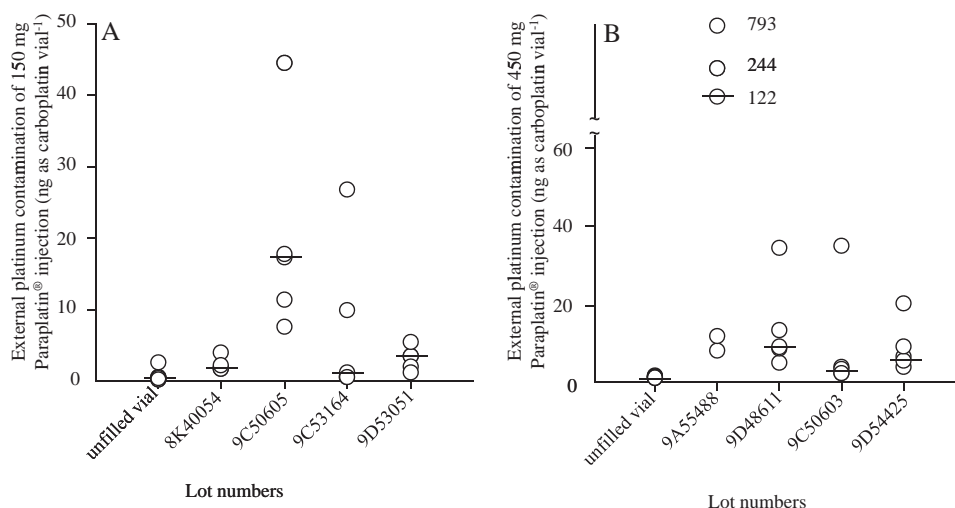 A
External platinum contamination of 150 mg
Paraplatin® injection (ng as carboplatin vial-1)
50
40
30
20
10
0
unfilled vial
8K40054
9C50605
9C53164
9D53051
Lot numbers
B
External platinum contamination of 450 mg
Paraplatin® injection (ng as carboplatin vial-1)
793
244
122
60
40
20
0
unfilled vial
9A55488
9D48611
9C50603
9D54425
Lot numbers